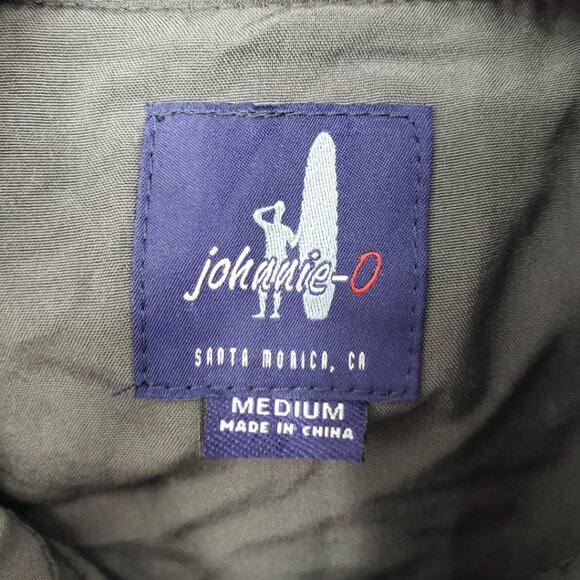 johnnie-O
SANTA MONICA, CA
MEDIUM
MADE IN CHINA